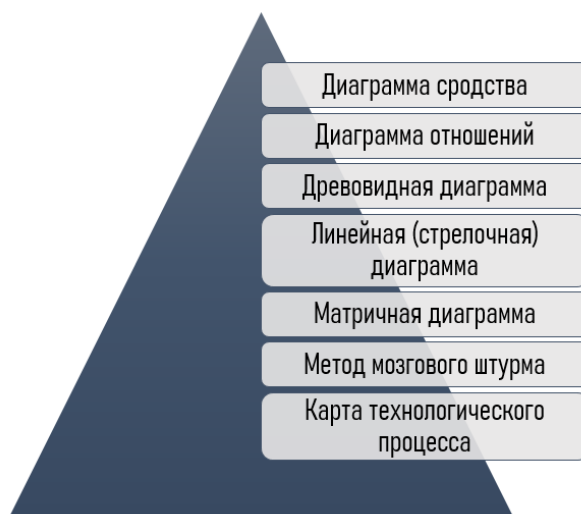 Диаграмма сродства
Диаграмма отношений
Древовидная диаграмма
Линейная (стрелочная)
диаграмма
Матричная диаграмма
Метод мозгового штурма
Карта технологического
процесса